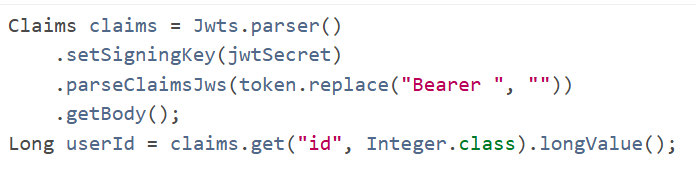 Claims claims = Jwts.parser()
    .setSigningKey(jwtSecret)
    .parseClaimsJws(token.replace("Bearer ", ""))
    .getBody();
Long userId = claims.get("id", Integer.class).longValue();